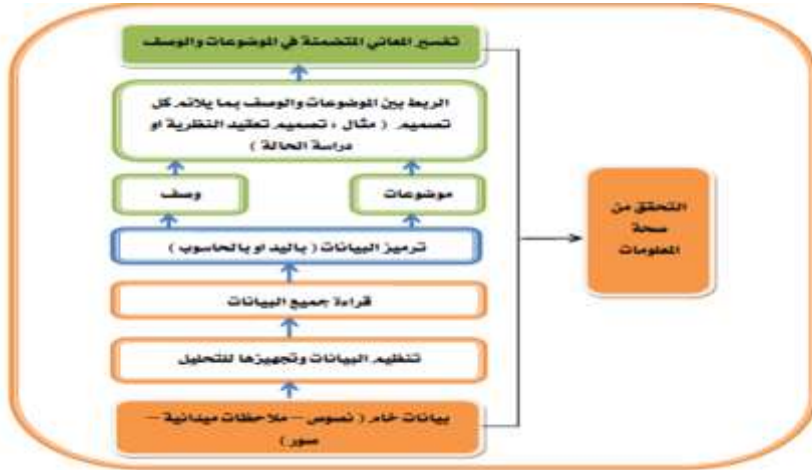 تفسير المعاني المتضمنة في الموضوعات والوصف
الربط بين الموضوعات والوصف بما يلائم كل
تصميم ( مثال ، تصميم تعقيد النظرية او
دراسة الحالة )
موضوعات
وصف
ترميز البيانات ( باليد او بالحاسوب )
قراءة جميع البيانات
تنظيم البيانات وتجهيزها للتحليل
بيانات خام ( نصوص – ملاحظات ميدانية –
صور )
التحقق من
صحة
المعلومات